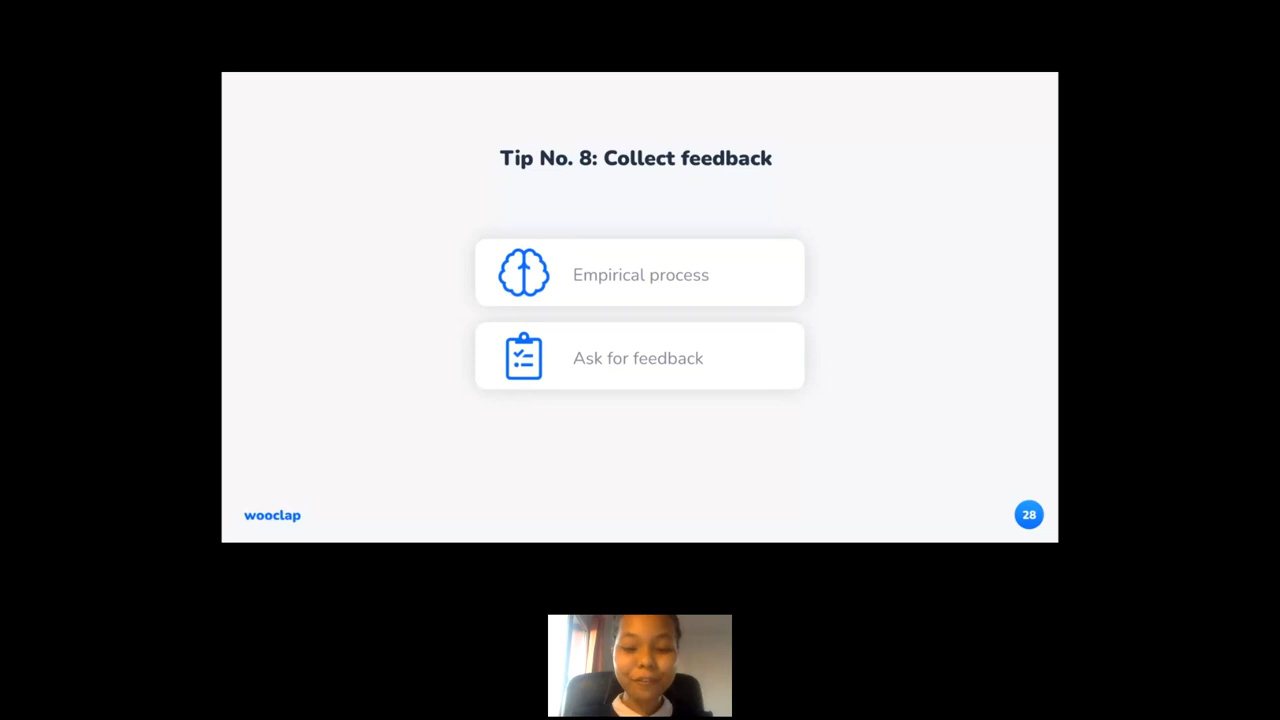 Tip No. 8: Collect feedback
Empirical process
Ask for feedback
wooclap
28